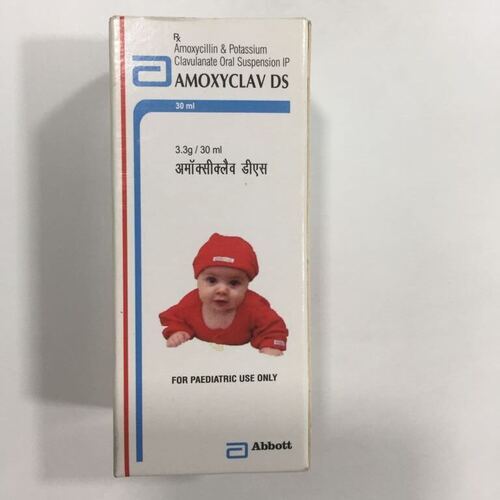 Rx
Amoxycillin & Potassium
Clavulanate Oral Suspension IP
AMOXYCLAV DS
30 ml
3.3g / 30 ml
अमॉक्सीक्लैव डीएस
FOR PAEDIATRIC USE ONLY
Abbott